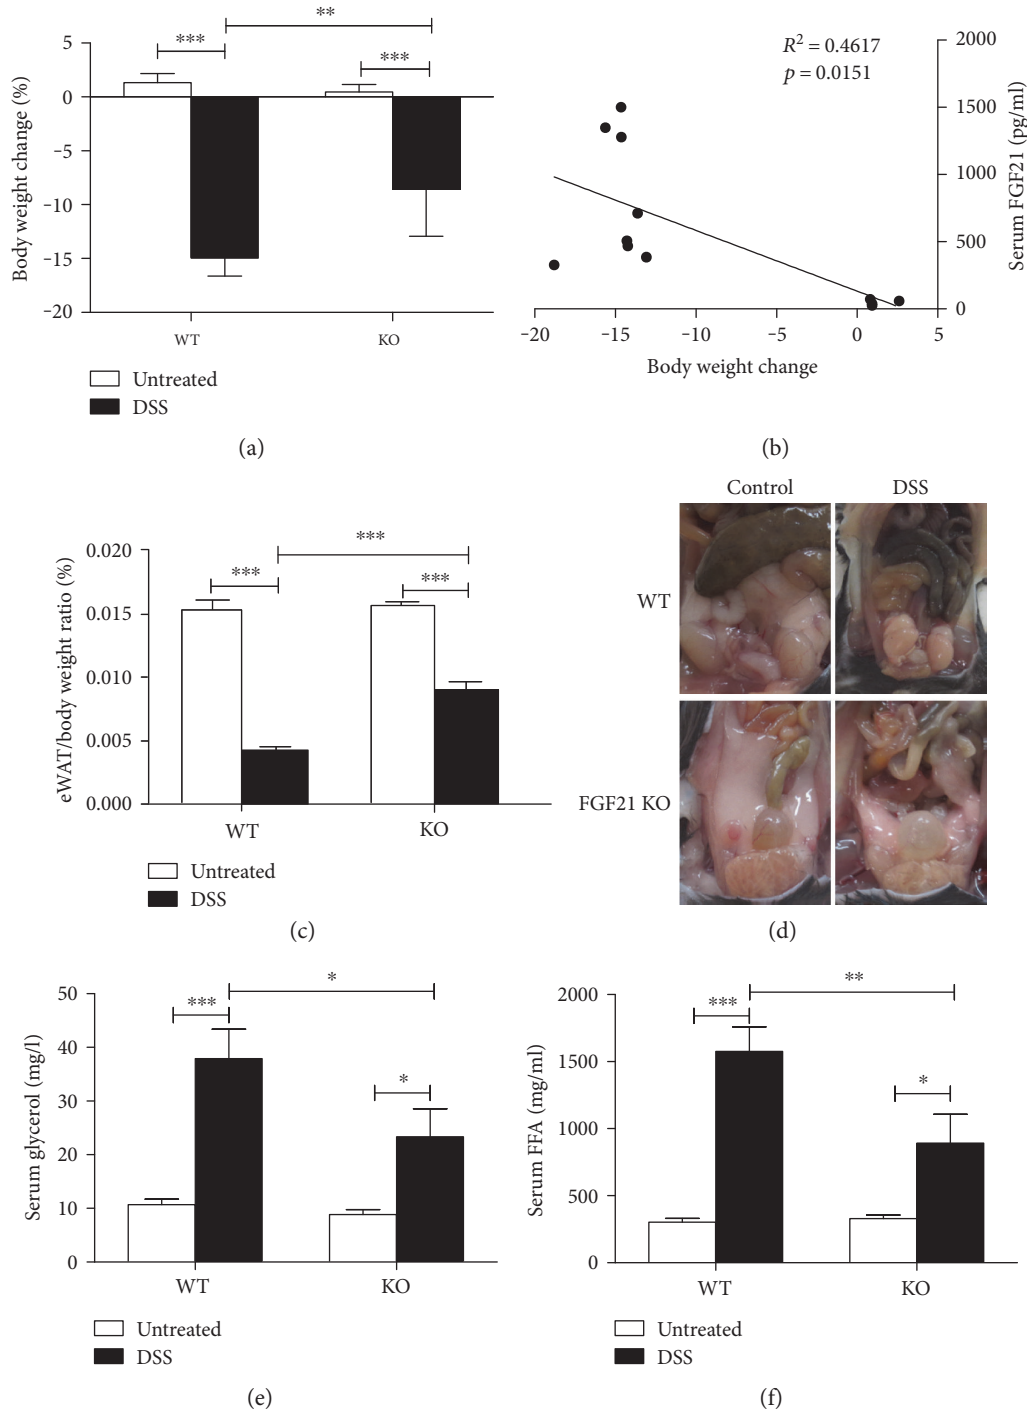 5
0
-5
-10
-15
-20
Body weight change (%)
***
**
***
WT
KO
Untreated
DSS
(a)
R² = 0.4617
p = 0.0151
2000
1500
1000
500
0
Serum FGF21 (pg/ml)
-20
-15
-10
-5
0
5
Body weight change
(b)
0.020
0.015
0.010
0.005
0.000
eWAT/body weight ratio (%)
***
***
***
WT
KO
Untreated
DSS
(c)
Control
DSS
WT
FGF21 KO
(d)
50
40
30
20
10
0
Serum glycerol (mg/l)
***
*
*
WT
KO
Untreated
DSS
(e)
2000
1500
1000
500
0
Serum FFA (mg/ml)
***
**
*
WT
KO
Untreated
DSS
(f)